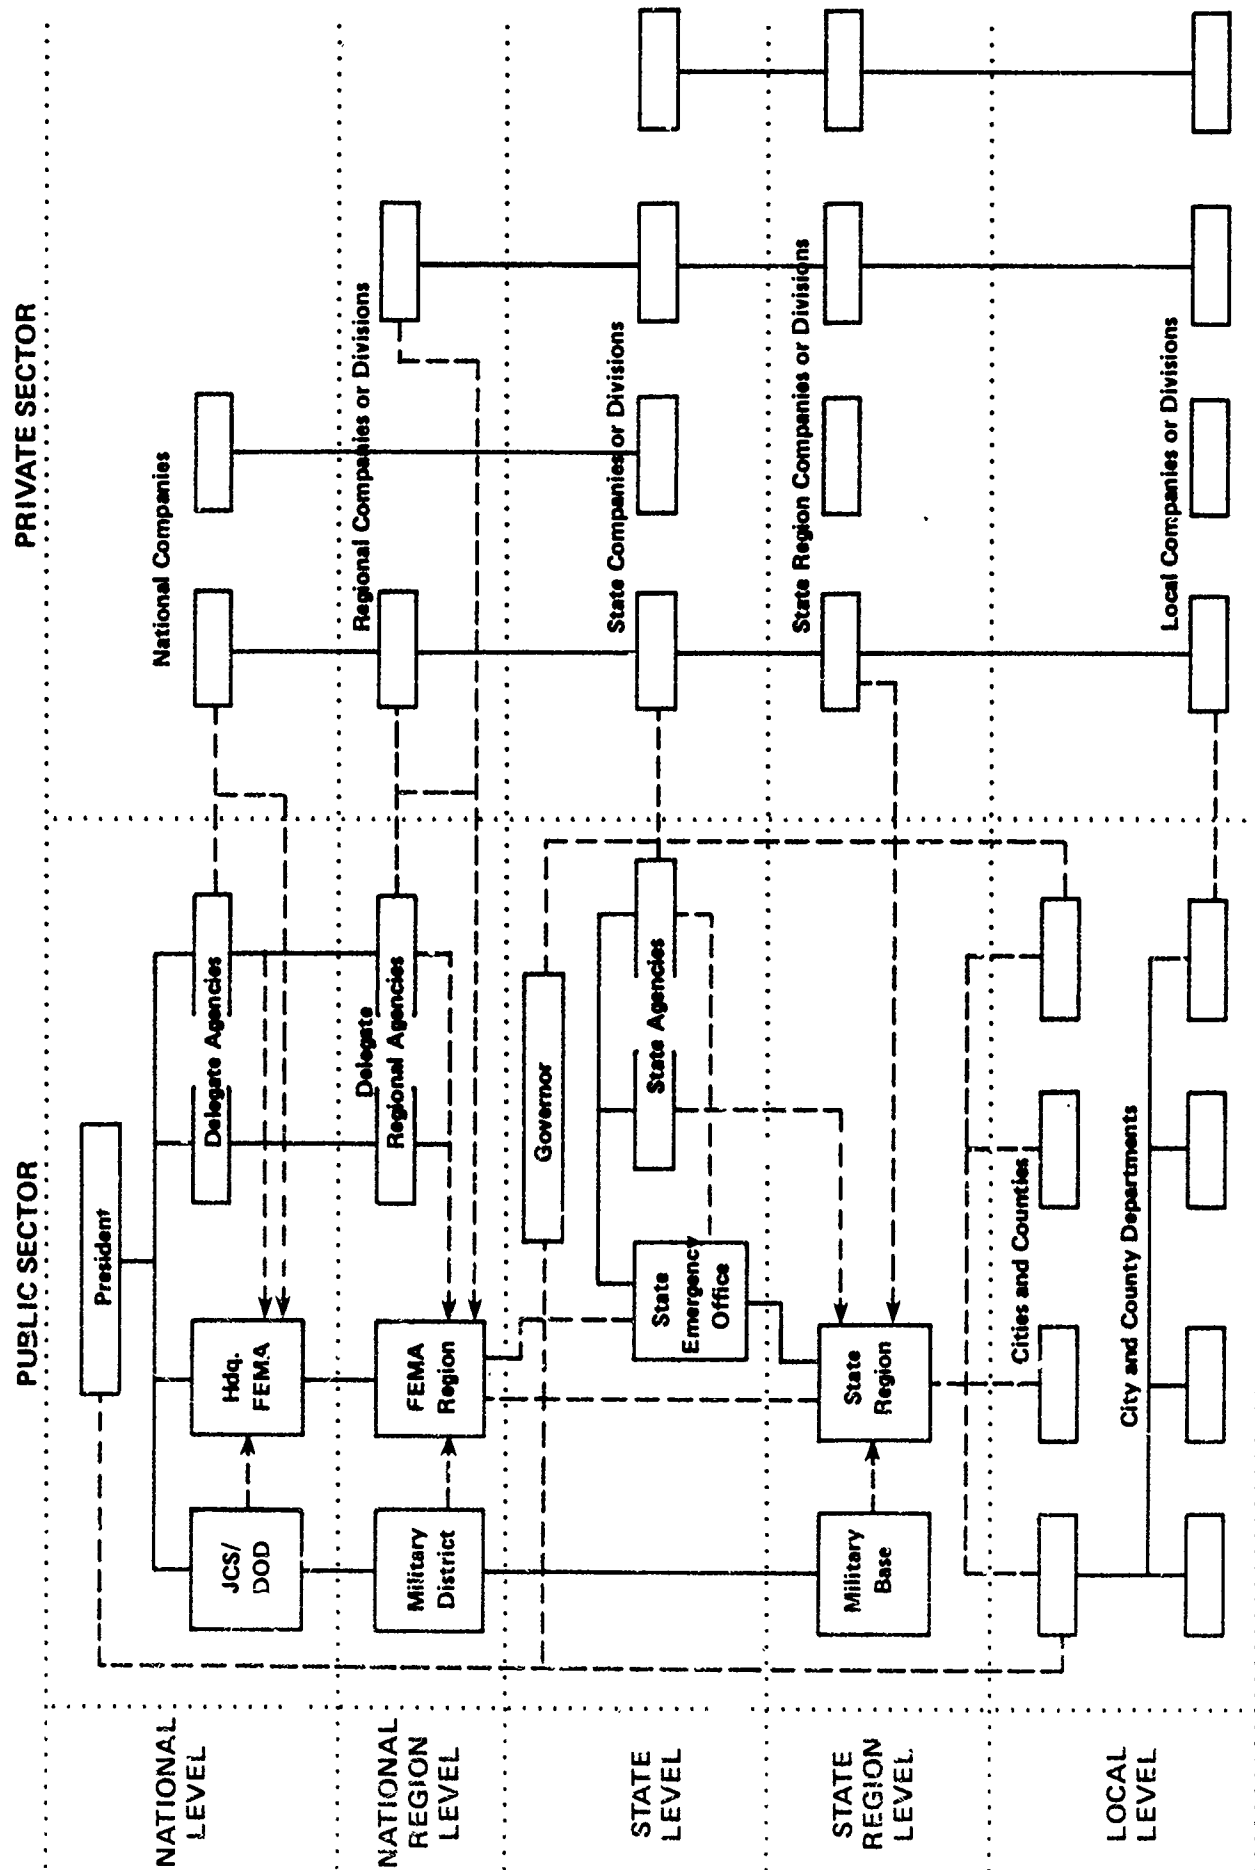 PUBLIC SECTOR
PRIVATE SECTOR
NATIONAL
LEVEL
President
JCS/
DOD
Hdq.
FEMA
Delegate Agencies
National Companies
NATIONAL
REGION
LEVEL
Military
District
FEMA
Region
Delegate
Regional Agencies
Regional Companies or Divisions
STATE
LEVEL
Governor
State
Emergency
Office
State Agencies
State Companies or Divisions
STATE
REGION
LEVEL
Military
Base
State
Region
State Region Companies or Divisions
LOCAL
LEVEL
Cities and Counties
City and County Departments
Local Companies or Divisions